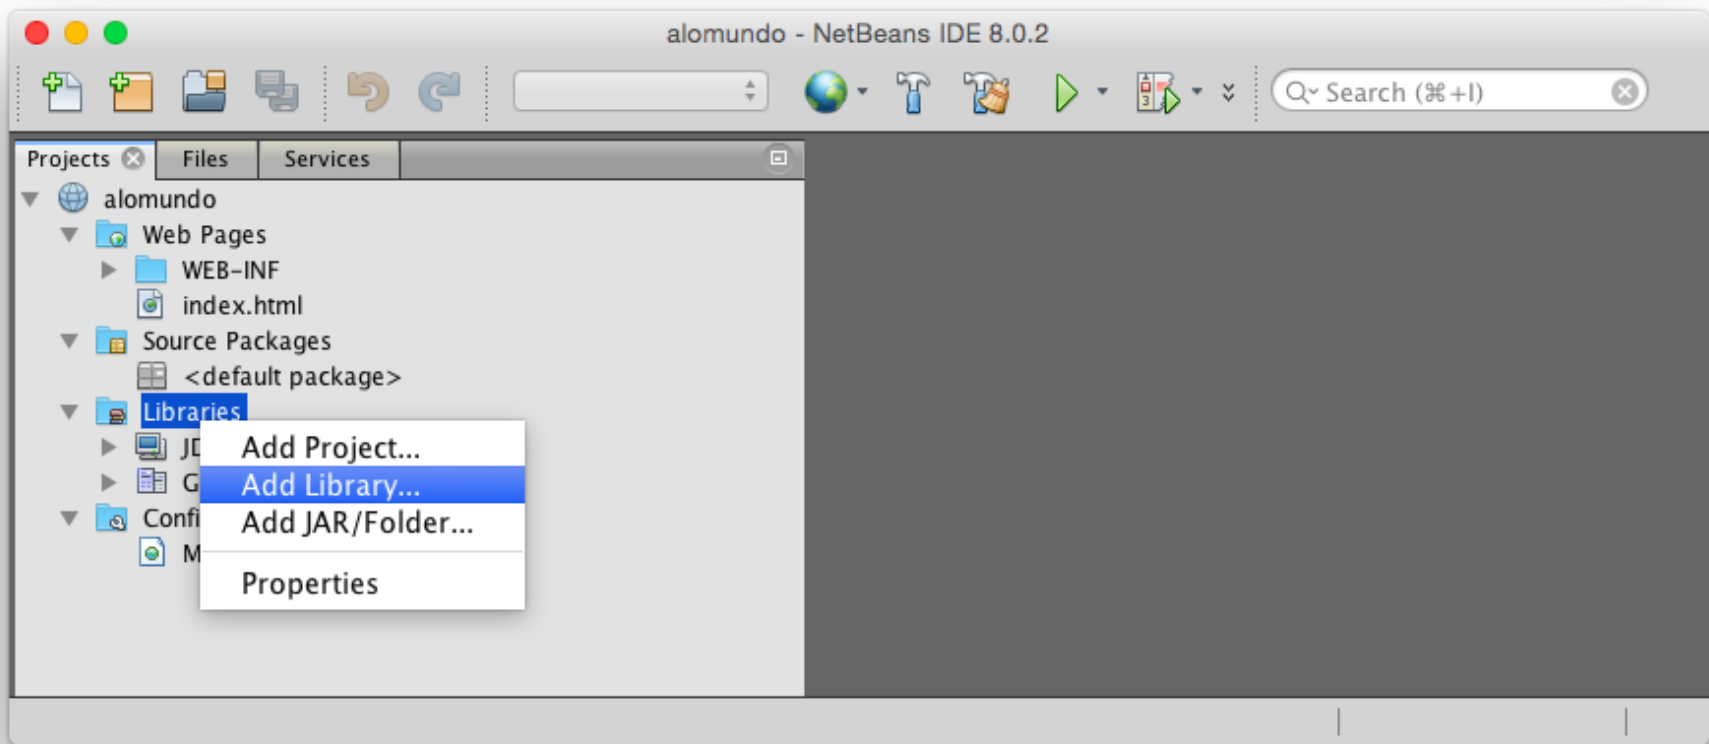 alomundo - NetBeans IDE 8.0.2
Search (⌘+I)
Projects Files Services
alomundo
Web Pages
WEB-INF
index.html
Source Packages
<default package>
Libraries
Add Project...
Add Library...
Add JAR/Folder...
Properties